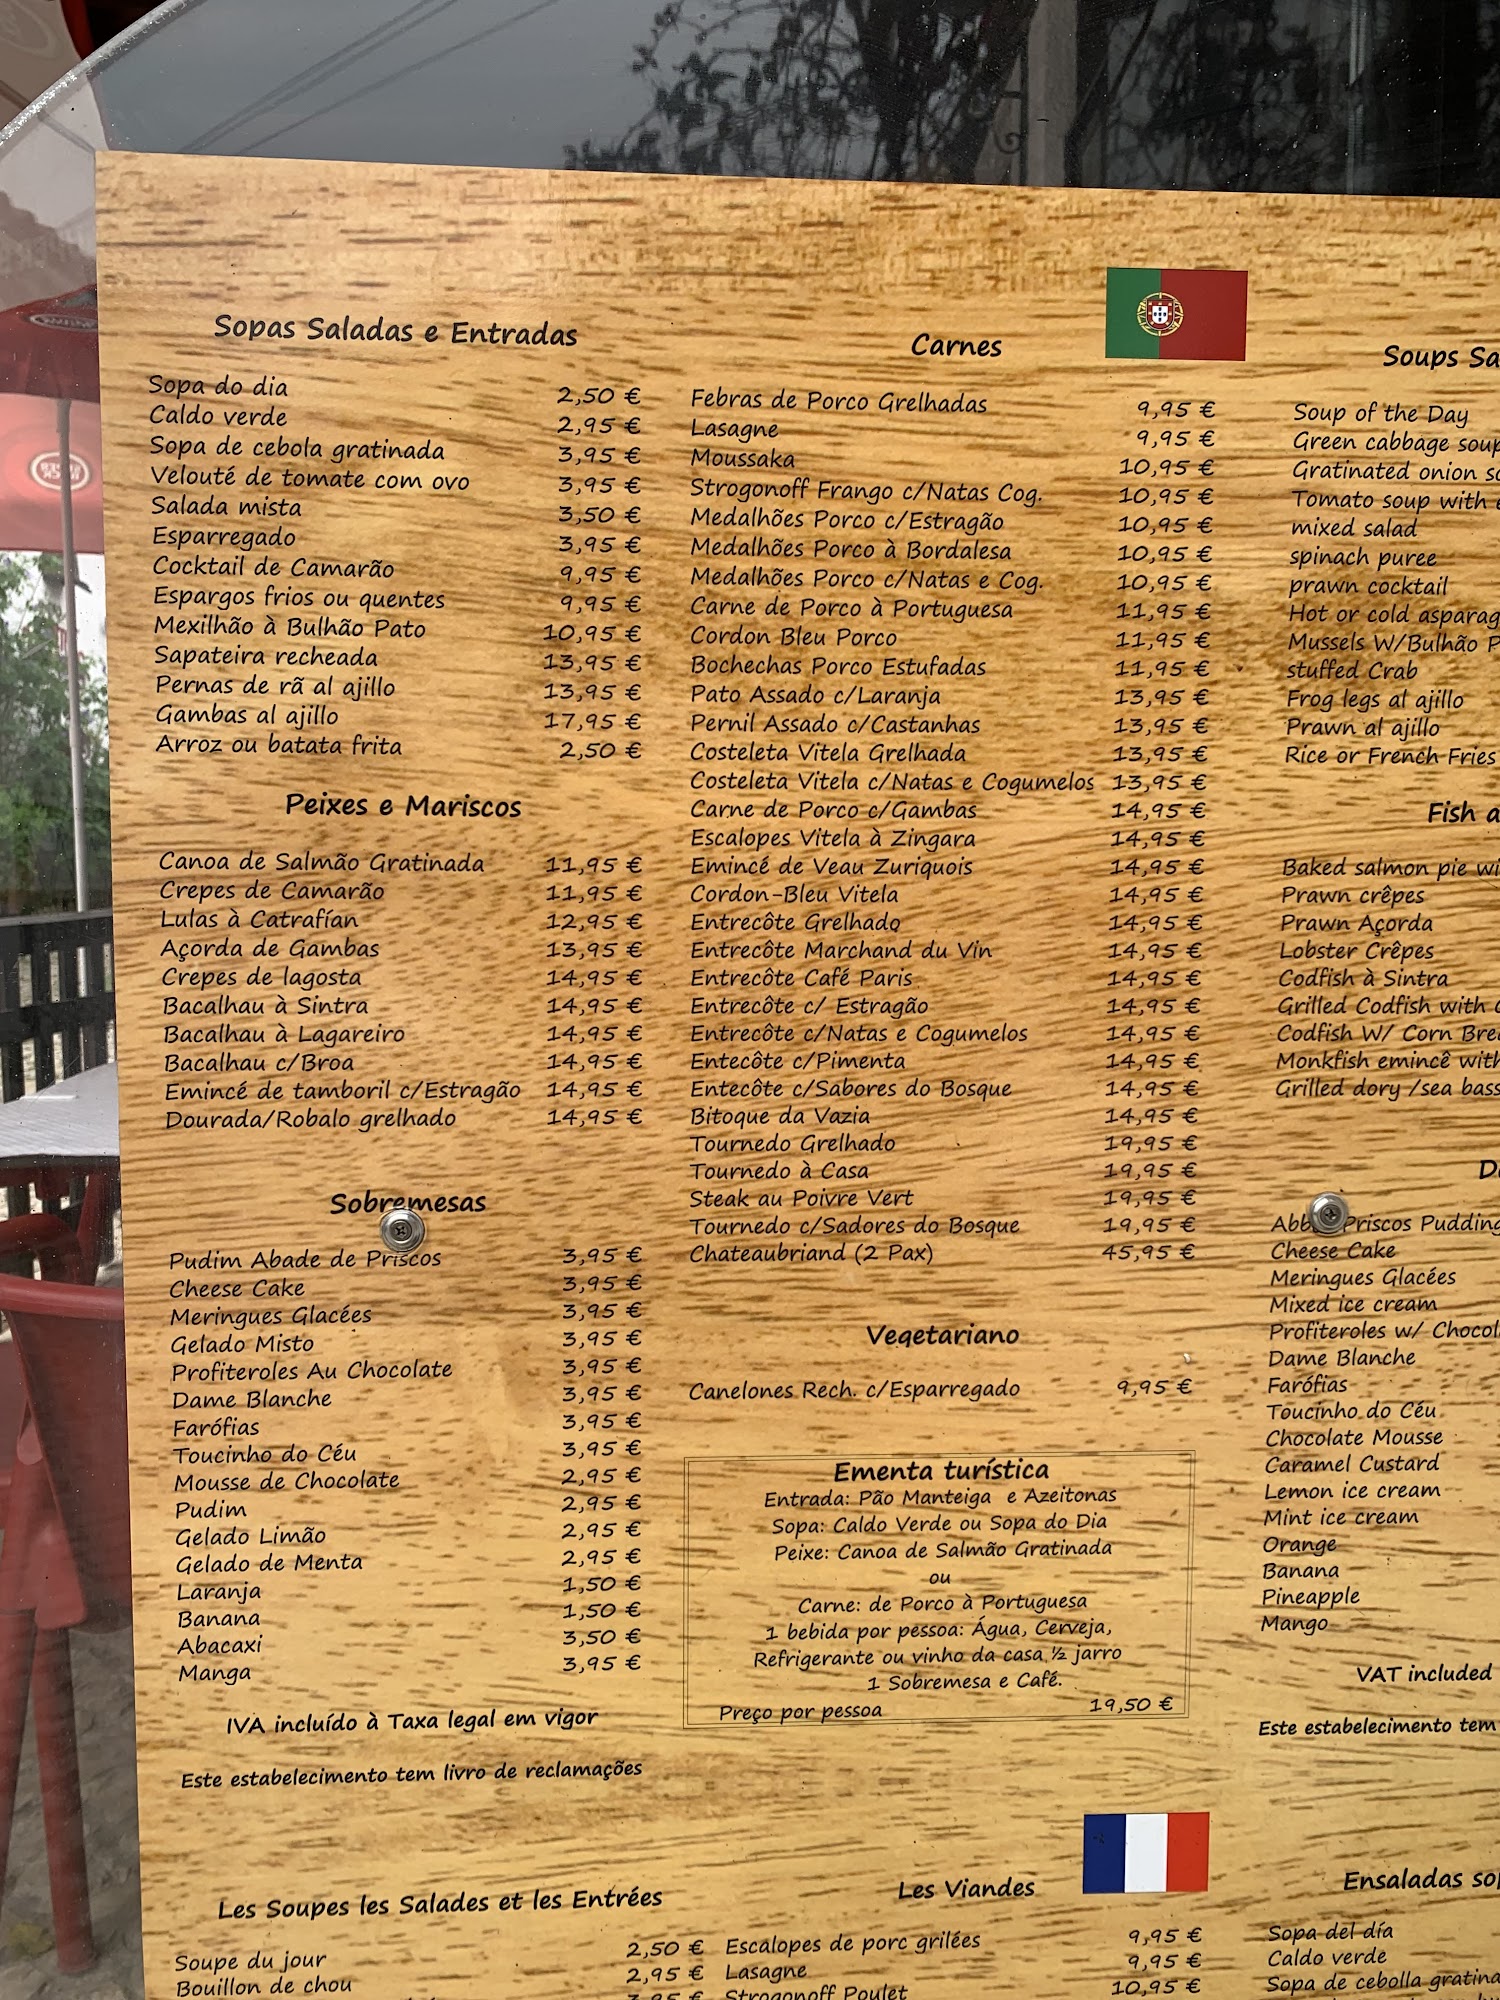 Sopas Saladas e Entradas
Sopa do dia 2,50 €
Caldo verde 2,95 €
Sopa de cebola gratinada 3,95 €
Velouté de tomate com ovo 3,95 €
Salada mista 3,50 €
Esparregado 3,95 €
Cocktail de Camarão 9,95 €
Espargos frios ou quentes 9,95 €
Mexilhão à Bulhão Pato 10,95 €
Sapateira recheada 13,95 €
Pernas de rã al ajillo 13,95 €
Gambas al ajillo 17,95 €
Arroz ou batata frita 2,50 €
Peixes e Mariscos
Canoa de Salmão Gratinada 11,95 €
Crepes de Camarão 11,95 €
Lulas à Catrafían 12,95 €
Açorda de Gambas 13,95 €
Crepes de lagosta 14,95 €
Bacalhau à Sintra 14,95 €
Bacalhau à Lagareiro 14,95 €
Bacalhau c/Broa 14,95 €
Emincé de tamboril c/Estragão 14,95 €
Dourada/Robalo grelhado 14,95 €
Sobremesas
Pudim Abade de Priscos 3,95 €
Cheese Cake 3,95 €
Meringues Glacées 3,95 €
Gelado Misto 3,95 €
Profiteroles Au Chocolate 3,95 €
Dame Blanche 3,95 €
Farófias 3,95 €
Toucinho do Céu 3,95 €
Mousse de Chocolate 2,95 €
Pudim 2,95 €
Gelado Limão 2,95 €
Gelado de Menta 2,95 €
Laranja 1,50 €
Banana 1,50 €
Abacaxi 3,50 €
Manga 3,95 €
IVA incluído à Taxa legal em vigor
Este estabelecimento tem livro de reclamações
Carnes
Febras de Porco Grelhadas 9,95 €
Lasagne 9,95 €
Moussaka 10,95 €
Strogonoff Frango c/Natas Cog. 10,95 €
Medalhões Porco c/Estragão 10,95 €
Medalhões Porco à Bordalesa 10,95 €
Medalhões Porco c/Natas e Cog. 10,95 €
Carne de Porco à Portuguesa 11,95 €
Cordon Bleu Porco 11,95 €
Bochechas Porco Estufadas 11,95 €
Pato Assado c/Laranja 13,95 €
Pernil Assado c/Castanhas 13,95 €
Costeleta Vitela Grelhada 13,95 €
Costeleta Vitela c/Natas e Cogumelos 13,95 €
Carne de Porco c/Gambas 14,95 €
Escalopes Vitela à Zingara 14,95 €
Emincé de Veau Zuriquois 14,95 €
Cordon-Bleu Vitela 14,95 €
Entrecôte Grelhado 14,95 €
Entrecôte Marchand du Vin 14,95 €
Entrecôte Café Paris 14,95 €
Entrecôte c/ Estragão 14,95 €
Entrecôte c/Natas e Cogumelos 14,95 €
Entecôte c/Pimenta 14,95 €
Entecôte c/Sabores do Bosque 14,95 €
Bitoque da Vazia 14,95 €
Tournedo Grelhado 19,95 €
Tournedo à Casa 19,95 €
Steak au Poivre Vert 19,95 €
Tournedo c/Sadores do Bosque 19,95 €
Chateaubriand (2 Pax) 45,95 €
Vegetariano
Canelones Rech. c/Esparregado 9,95 €
Ementa turística
Entrada: Pão Manteiga e Azeitonas
Sopa: Caldo Verde ou Sopa do Dia
Peixe: Canoa de Salmão Gratinada
ou
Carne: de Porco à Portuguesa
1 bebida por pessoa: Água, Cerveja,
Refrigerante ou vinho da casa ½ jarro
1 Sobremesa e Café.
Preço por pessoa 19,50 €
Soups
Soup of the Day
Green cabbage soup
Gratinated onion
Tomato soup with
mixed salad
spinach puree
prawn cocktail
Hot or cold
Mussels W/Bulhão
stuffed Crab
Frog legs al ajillo
Prawn al ajillo
Rice or French Fries
Fish
Baked salmon pie
Prawn crêpes
Prawn Açorda
Lobster Crêpes
Codfish à Sintra
Grilled Codfish with
Codfish W/ Corn
Monkfish emincê with
Grilled dory /sea bass
Priscos Pudding
Cheese Cake
Meringues Glacées
Mixed ice cream
Profiteroles w/
Dame Blanche
Farófias
Toucinho do Céu
Chocolate Mousse
Caramel Custard
Lemon ice cream
Mint ice cream
Orange
Banana
Pineapple
Mango
VAT included
Este estabelecimento tem
Les Soupes les Salades et les Entrées
Soupe du jour 2,50 €
Bouillon de chou 2,95 €
Les Viandes
Escalopes de porc grilées 9,95 €
Lasagne 9,95 €
Strogonoff Poulet 10,95 €
Ensaladas
Sopa del día
Caldo verde
Sopa de cebolla